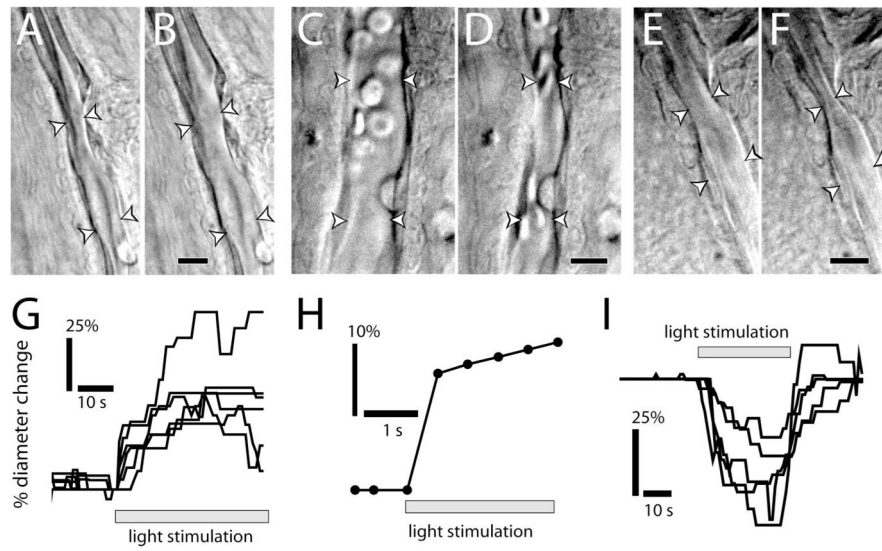 A B C D E F
G H I
25%
10 s
% diameter change
light stimulation
10%
1 s
light stimulation
light stimulation
25%
10 s